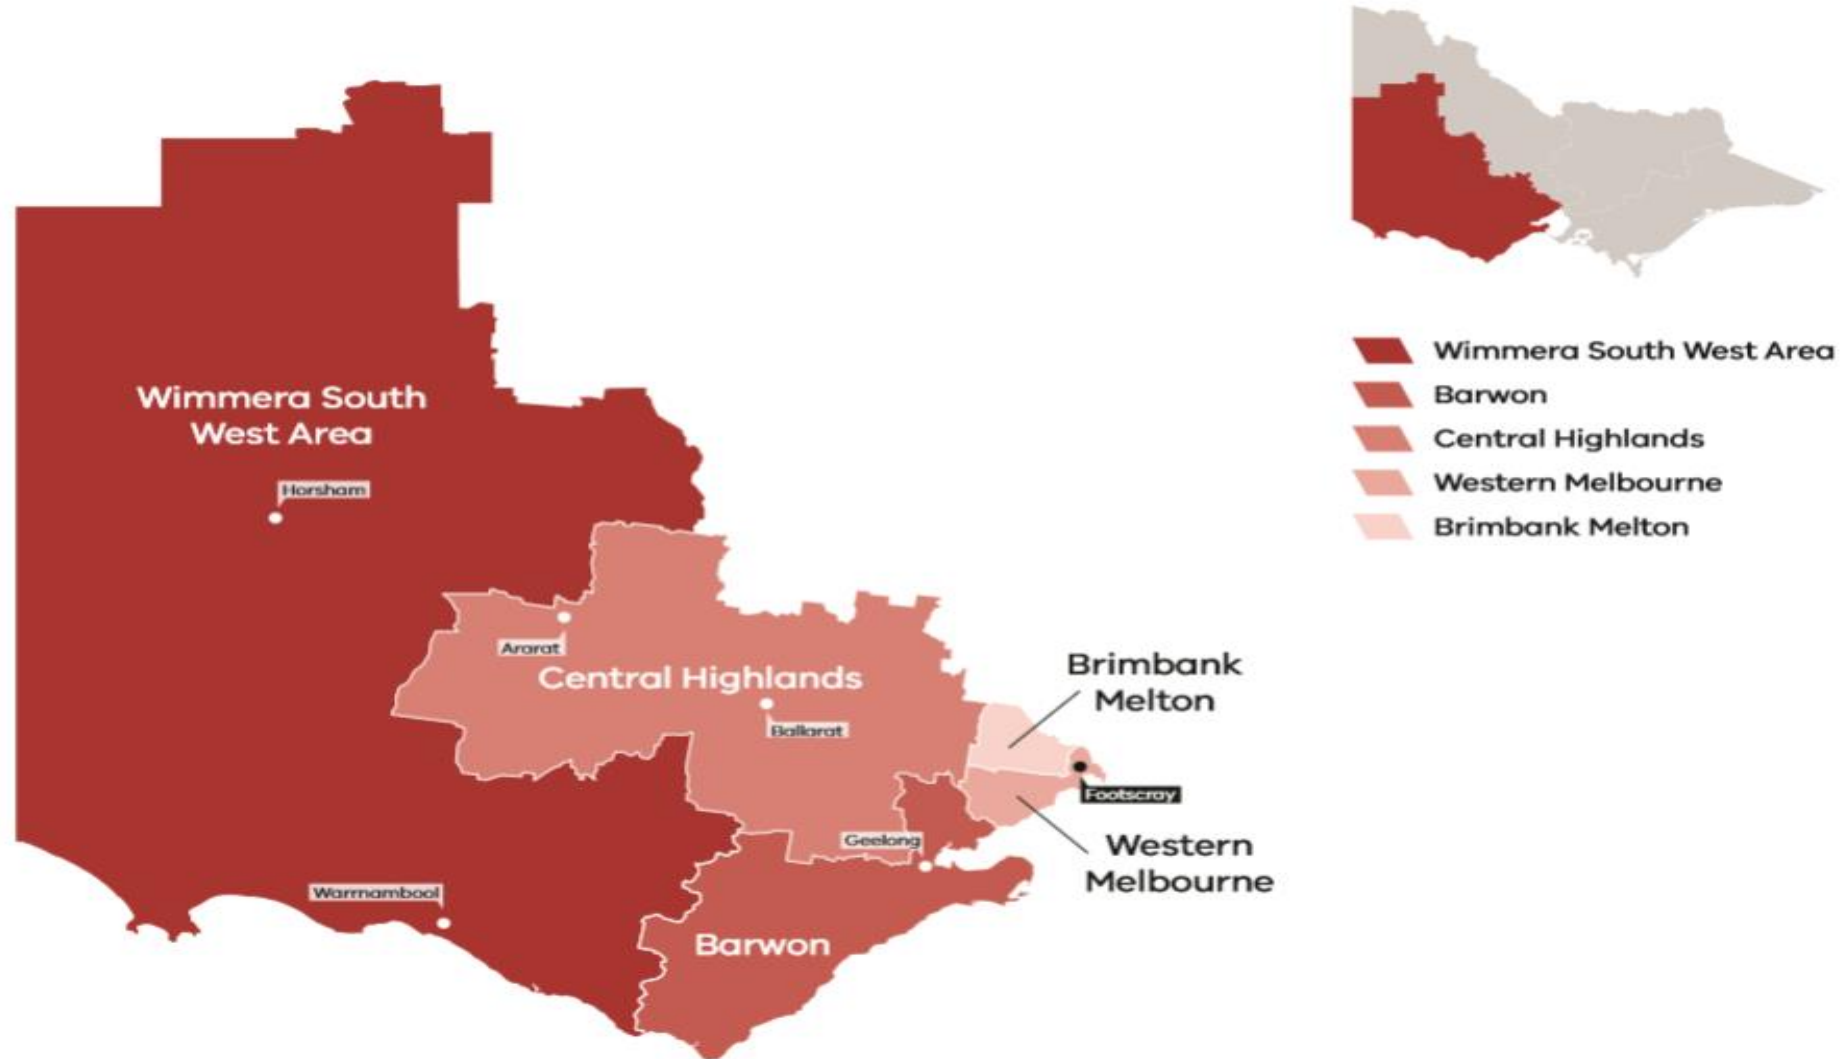 Wimmera South
West Area
Horsham
Ararat
Central Highlands
Ballarat
Geelong
Warrnambool
Barwon
Brimbank
Melton
Footscray
Western
Melbourne
Wimmera South West Area
Barwon
Central Highlands
Western Melbourne
Brimbank Melton